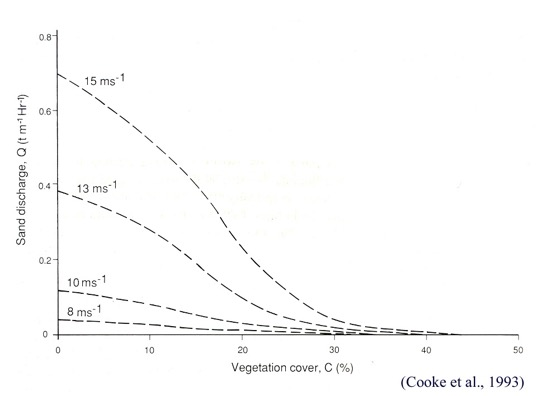 0.8
0.6
0.4
0.2
0
Sand discharge, Q (t m-1 Hr-1)
15 ms-1
13 ms-1
10 ms-1
8 ms-1
0 10 20 30 40 50
Vegetation cover, C (%)
(Cooke et al., 1993)